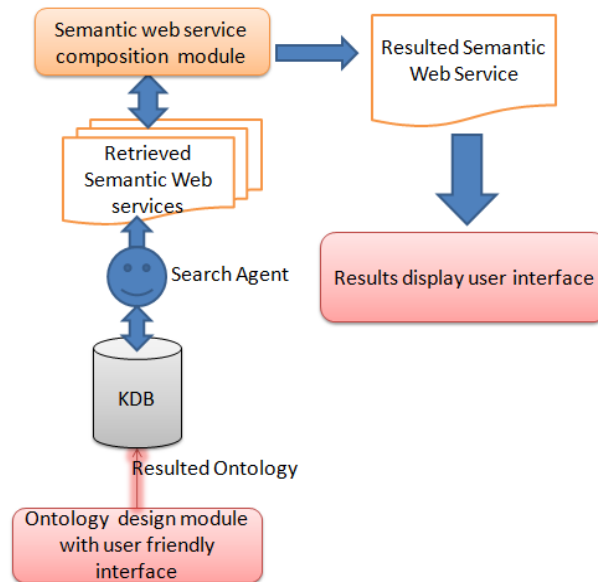 Semantic web service
composition module
Resulted Semantic
Web Service
Retrieved
Semantic Web
services
Search Agent
Results display user interface
KDB
Resulted Ontology
Ontology design module
with user friendly
interface